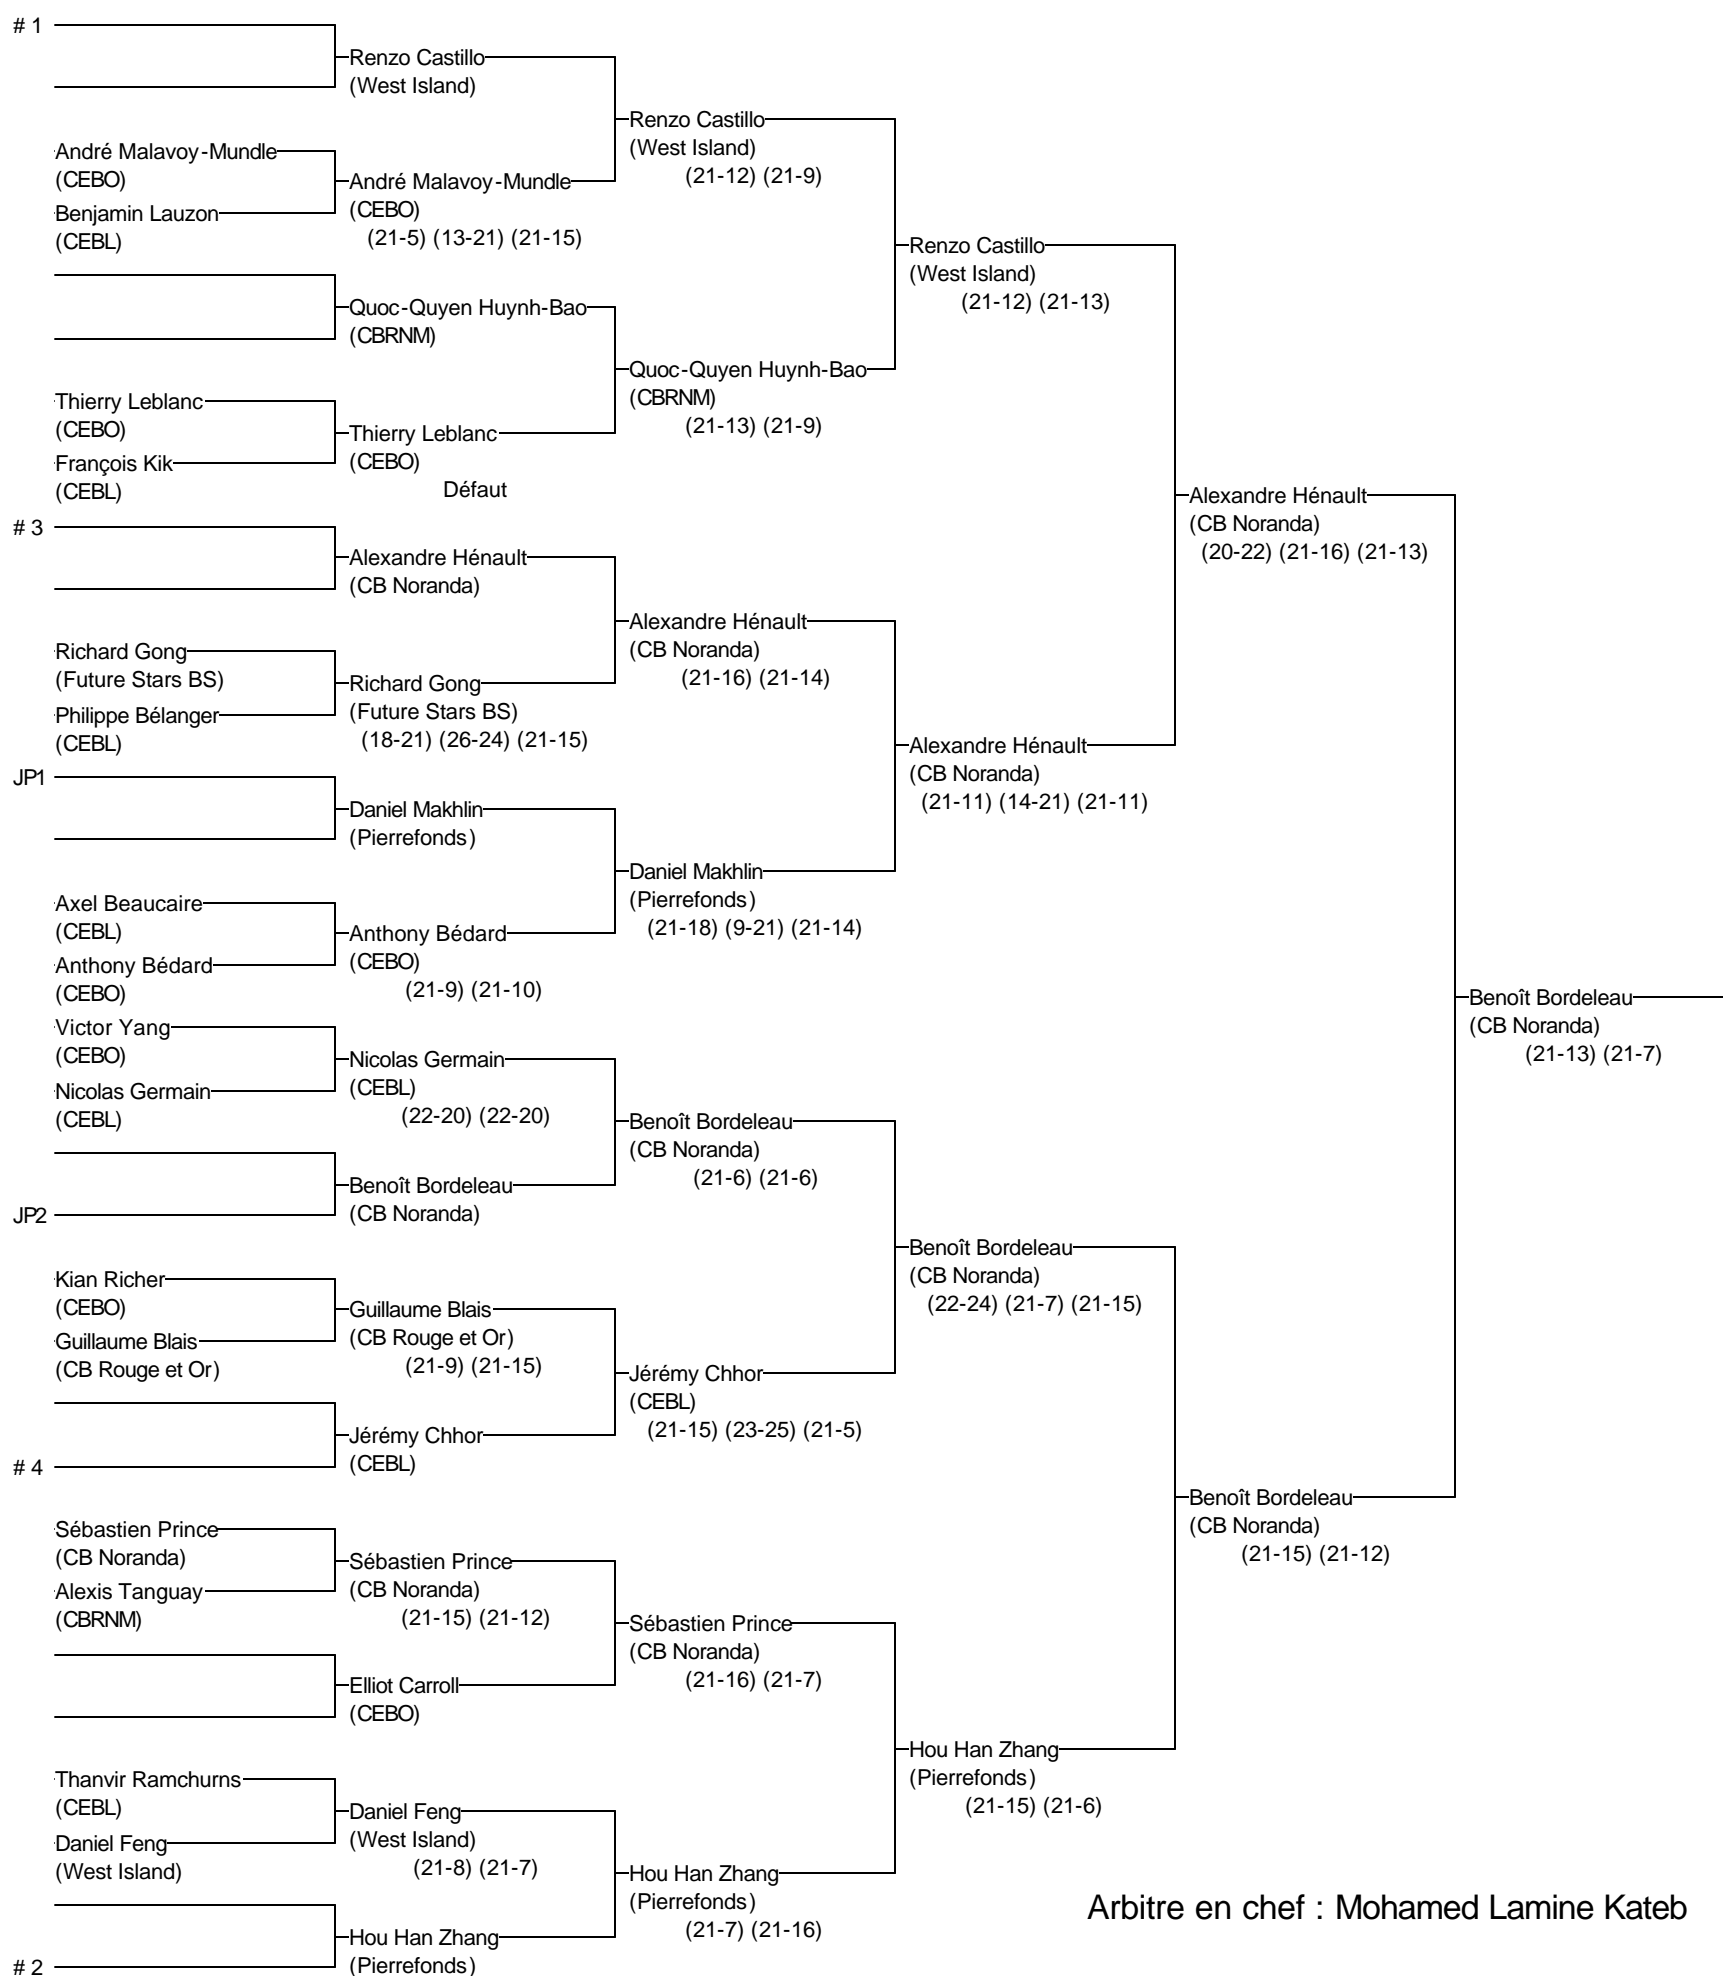 # 1
Renzo Castillo
(West Island)
Renzo Castillo
(West Island)
(21-12) (21-9)
André Malavoy-Mundle
(CEBO)
André Malavoy-Mundle
(CEBO)
(21-5) (13-21) (21-15)
Benjamin Lauzon
(CEBL)
Renzo Castillo
(West Island)
(21-12) (21-13)
Quoc-Quyen Huynh-Bao
(CBRNM)
Quoc-Quyen Huynh-Bao
(CBRNM)
(21-13) (21-9)
Thierry Leblanc
(CEBO)
Thierry Leblanc
(CEBO)
Défaut
François Kik
(CEBL)
Alexandre Hénault
(CB Noranda)
(20-22) (21-16) (21-13)
# 3
Alexandre Hénault
(CB Noranda)
Alexandre Hénault
(CB Noranda)
(21-16) (21-14)
Richard Gong
(Future Stars BS)
Richard Gong
(Future Stars BS)
(18-21) (26-24) (21-15)
Philippe Bélanger
(CEBL)
Alexandre Hénault
(CB Noranda)
(21-11) (14-21) (21-11)
JP1
Daniel Makhlin
(Pierrefonds)
Daniel Makhlin
(Pierrefonds)
(21-18) (9-21) (21-14)
Axel Beaucaire
(CEBL)
Anthony Bédard
(CEBO)
(21-9) (21-10)
Anthony Bédard
(CEBO)
Benoît Bordeleau
(CB Noranda)
(21-13) (21-7)
Victor Yang
(CEBO)
Nicolas Germain
(CEBL)
(22-20) (22-20)
Nicolas Germain
(CEBL)
Benoît Bordeleau
(CB Noranda)
(21-6) (21-6)
Benoît Bordeleau
(CB Noranda)
JP2
Benoît Bordeleau
(CB Noranda)
(22-24) (21-7) (21-15)
Kian Richer
(CEBO)
Guillaume Blais
(CB Rouge et Or)
(21-9) (21-15)
Guillaume Blais
(CB Rouge et Or)
Jérémy Chhor
(CEBL)
(21-15) (23-25) (21-5)
Jérémy Chhor
(CEBL)
# 4
Benoît Bordeleau
(CB Noranda)
(21-15) (21-12)
Sébastien Prince
(CB Noranda)
Sébastien Prince
(CB Noranda)
(21-15) (21-12)
Alexis Tanguay
(CBRNM)
Sébastien Prince
(CB Noranda)
(21-16) (21-7)
Elliot Carroll
(CEBO)
Hou Han Zhang
(Pierrefonds)
(21-15) (21-6)
Thanvir Ramchurns
(CEBL)
Daniel Feng
(West Island)
(21-8) (21-7)
Daniel Feng
(West Island)
Hou Han Zhang
(Pierrefonds)
(21-7) (21-16)
Arbitre en chef : Mohamed Lamine Kateb
Hou Han Zhang
(Pierrefonds)
# 2